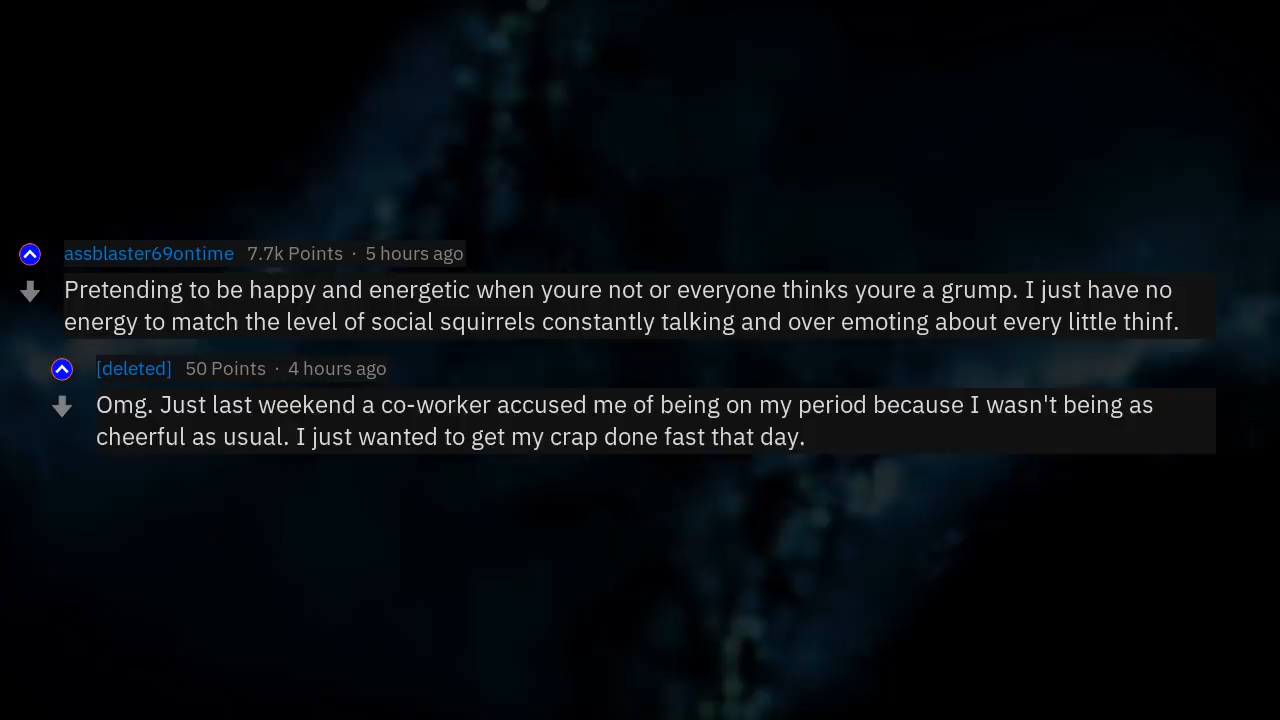 assblaster69ontime 7.7k Points · 5 hours ago
Pretending to be happy and energetic when youre not or everyone thinks youre a grump. I just have no
energy to match the level of social squirrels constantly talking and over emoting about every little thinf.
[deleted] 50 Points · 4 hours ago
Omg. Just last weekend a co-worker accused me of being on my period because I wasn't being as
cheerful as usual. I just wanted to get my crap done fast that day.